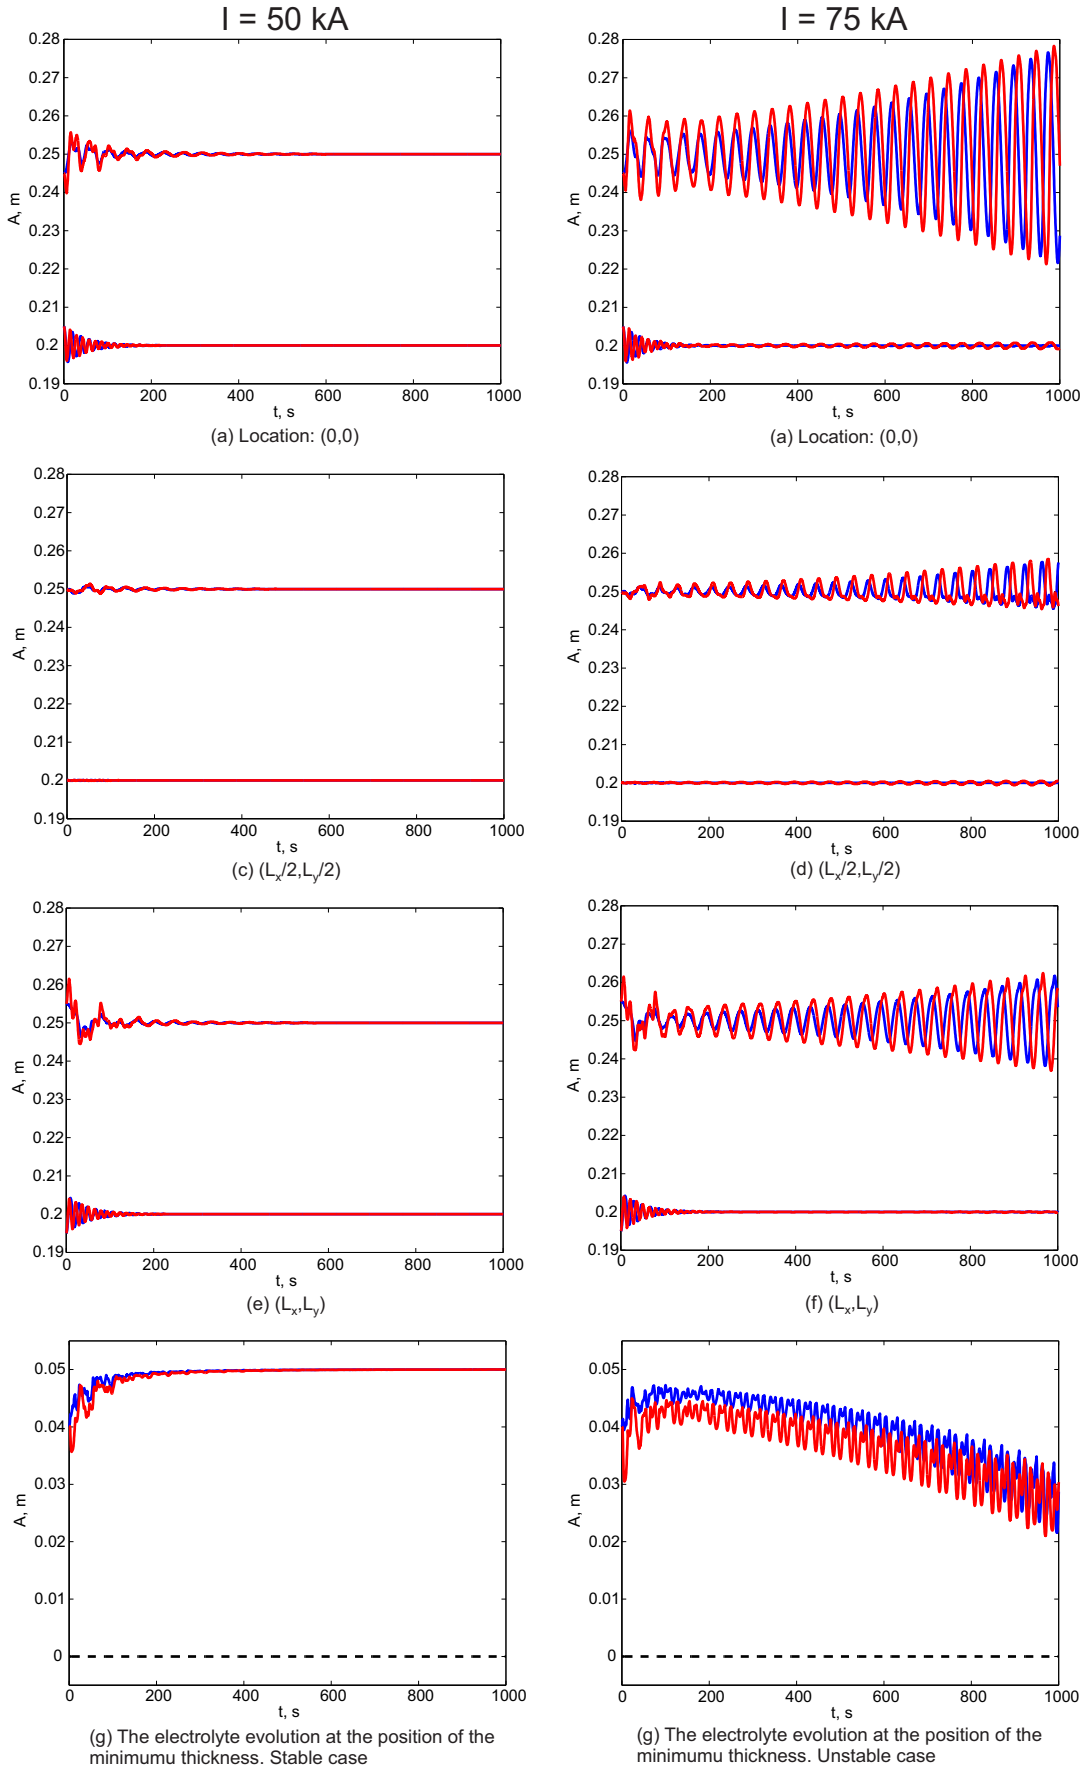 I = 50 kA
I = 75 kA
0.28
0.27
0.26
0.25
0.24
0.23
0.22
0.21
0.2
0.19
A, m
0 200 400 600 800 1000
t, s
(a) Location: (0,0)
0.28
0.27
0.26
0.25
0.24
0.23
0.22
0.21
0.2
0.19
A, m
0 200 400 600 800 1000
t, s
(a) Location: (0,0)
0.28
0.27
0.26
0.25
0.24
0.23
0.22
0.21
0.2
0.19
A, m
0 200 400 600 800 1000
t, s
(c) (Lx/2,Ly/2)
0.28
0.27
0.26
0.25
0.24
0.23
0.22
0.21
0.2
0.19
A, m
0 200 400 600 800 1000
t, s
(d) (Lx/2,Ly/2)
0.28
0.27
0.26
0.25
0.24
0.23
0.22
0.21
0.2
0.19
A, m
0 200 400 600 800 1000
t, s
(e) (Lx,Ly)
0.28
0.27
0.26
0.25
0.24
0.23
0.22
0.21
0.2
0.19
A, m
0 200 400 600 800 1000
t, s
(f) (Lx,Ly)
0.05
0.04
0.03
0.02
0.01
0
A, m
0 200 400 600 800 1000
t, s
(g) The electrolyte evolution at the position of the
minimumu thickness. Stable case
0.05
0.04
0.03
0.02
0.01
0
A, m
0 200 400 600 800 1000
t, s
(g) The electrolyte evolution at the position of the
minimumu thickness. Unstable case